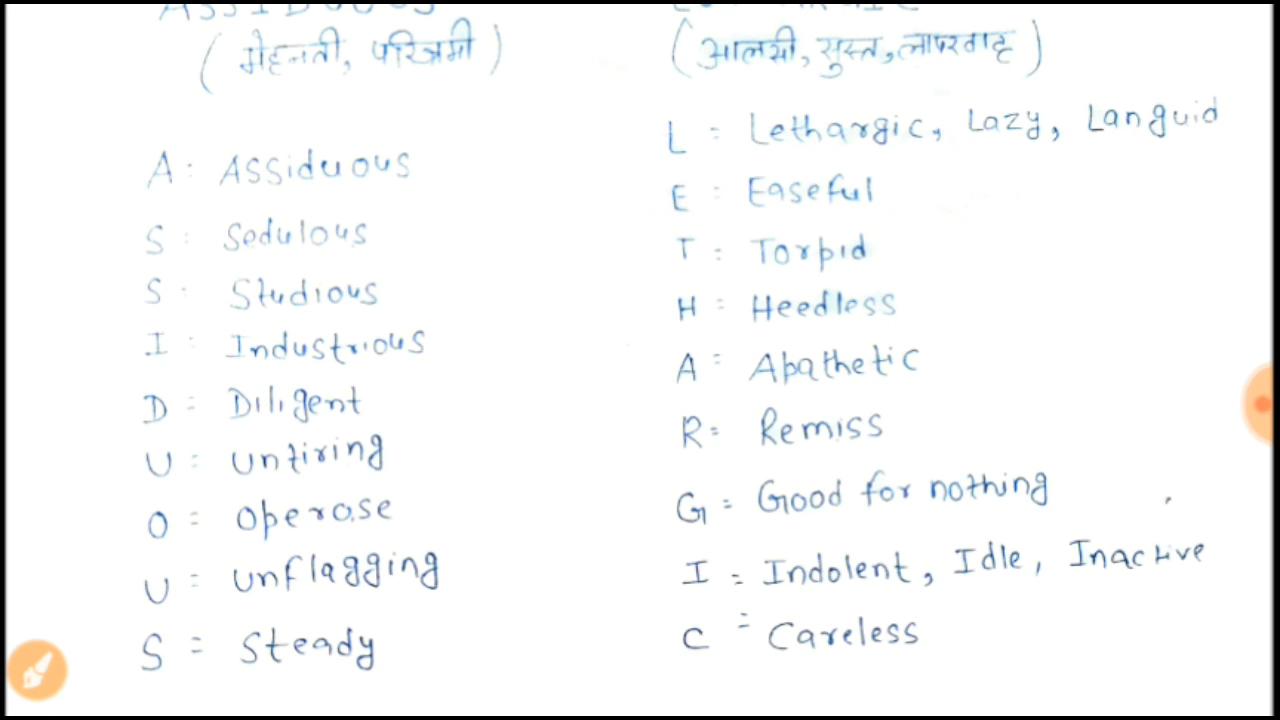 ASSIDUOUS
(मेहनती, परिश्रमी)
A : Assiduous
S : Sedulous
S : Studious
I : Industrious
D = Diligent
U = untiring
O = operose
U = unflagging
S = Steady
(आलसी, सुस्त, लापरवाह)
L = Lethargic, Lazy, Languid
E = Easeful
T = Torpid
H = Heedless
A = Apathetic
R = Remiss
G = Good for nothing
I = Indolent, Idle, Inactive
C = Careless